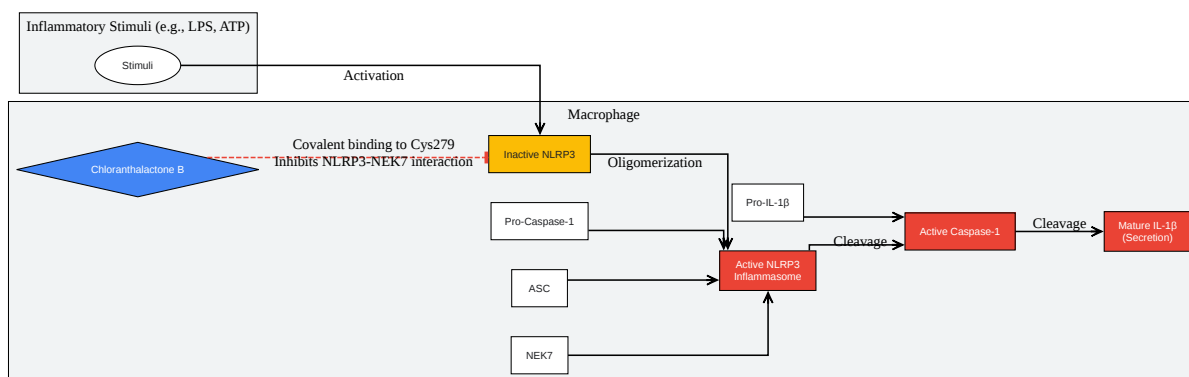 Inflammatory Stimuli (e.g., LPS, ATP)
Stimuli
Activation
Macrophage
Covalent binding to Cys279
Inhibits NLRP3-NEK7 interaction
Chloranthalactone B
Inactive NLRP3
Oligomerization
Pro-Caspase-1
Pro-IL-1β
Active Caspase-1
Cleavage
Mature IL-1β
(Secretion)
Cleavage
Active NLRP3
Inflammasome
ASC
NEK7